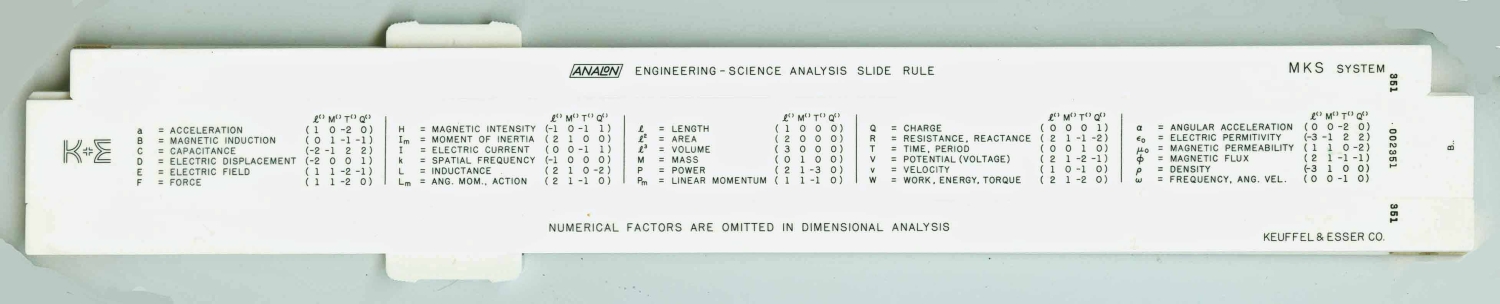 ANALON ENGINEERING-SCIENCE ANALYSIS SLIDE RULE
MKS SYSTEM
K+E
ℓ⁽⁾ M⁽⁾ T⁽⁾ Q⁽⁾
a = ACCELERATION (1 0 -2 0)
B = MAGNETIC INDUCTION (0 1 -1 -1)
C = CAPACITANCE (-2 -1 2 2)
D = ELECTRIC DISPLACEMENT (-2 0 0 1)
E = ELECTRIC FIELD (1 1 -2 -1)
F = FORCE (1 1 -2 0)
ℓ⁽⁾ M⁽⁾ T⁽⁾ Q⁽⁾
H = MAGNETIC INTENSITY (-1 0 -1 1)
Iₘ = MOMENT OF INERTIA (2 1 0 0)
I = ELECTRIC CURRENT (0 0 -1 1)
k = SPATIAL FREQUENCY (-1 0 0 0)
L = INDUCTANCE (2 1 0 -2)
Lₘ = ANG. MOM., ACTION (2 1 -1 0)
ℓ⁽⁾ M⁽⁾ T⁽⁾ Q⁽⁾
ℓ = LENGTH (1 0 0 0)
ℓ² = AREA (2 0 0 0)
ℓ³ = VOLUME (3 0 0 0)
M = MASS (0 1 0 0)
P = POWER (2 1 -3 0)
Pₘ = LINEAR MOMENTUM (1 1 -1 0)
ℓ⁽⁾ M⁽⁾ T⁽⁾ Q⁽⁾
Q = CHARGE (0 0 0 1)
R = RESISTANCE, REACTANCE (2 1 -1 -2)
T = TIME, PERIOD (0 0 1 0)
V = POTENTIAL (VOLTAGE) (2 1 -2 -1)
v = VELOCITY (1 0 -1 0)
W = WORK, ENERGY, TORQUE (2 1 -2 0)
ℓ⁽⁾ M⁽⁾ T⁽⁾ Q⁽⁾
α = ANGULAR ACCELERATION (0 0 -2 0)
ϵ₀ = ELECTRIC PERMITIVITY (-3 -1 2 2)
μ₀ = MAGNETIC PERMEABILITY (1 1 0 -2)
ϕ = MAGNETIC FLUX (2 1 -1 -1)
ρ = DENSITY (-3 1 0 0)
ω = FREQUENCY, ANG. VEL. (0 0 -1 0)
351
002351
351
NUMERICAL FACTORS ARE OMITTED IN DIMENSIONAL ANALYSIS
KEUFFEL & ESSER CO.